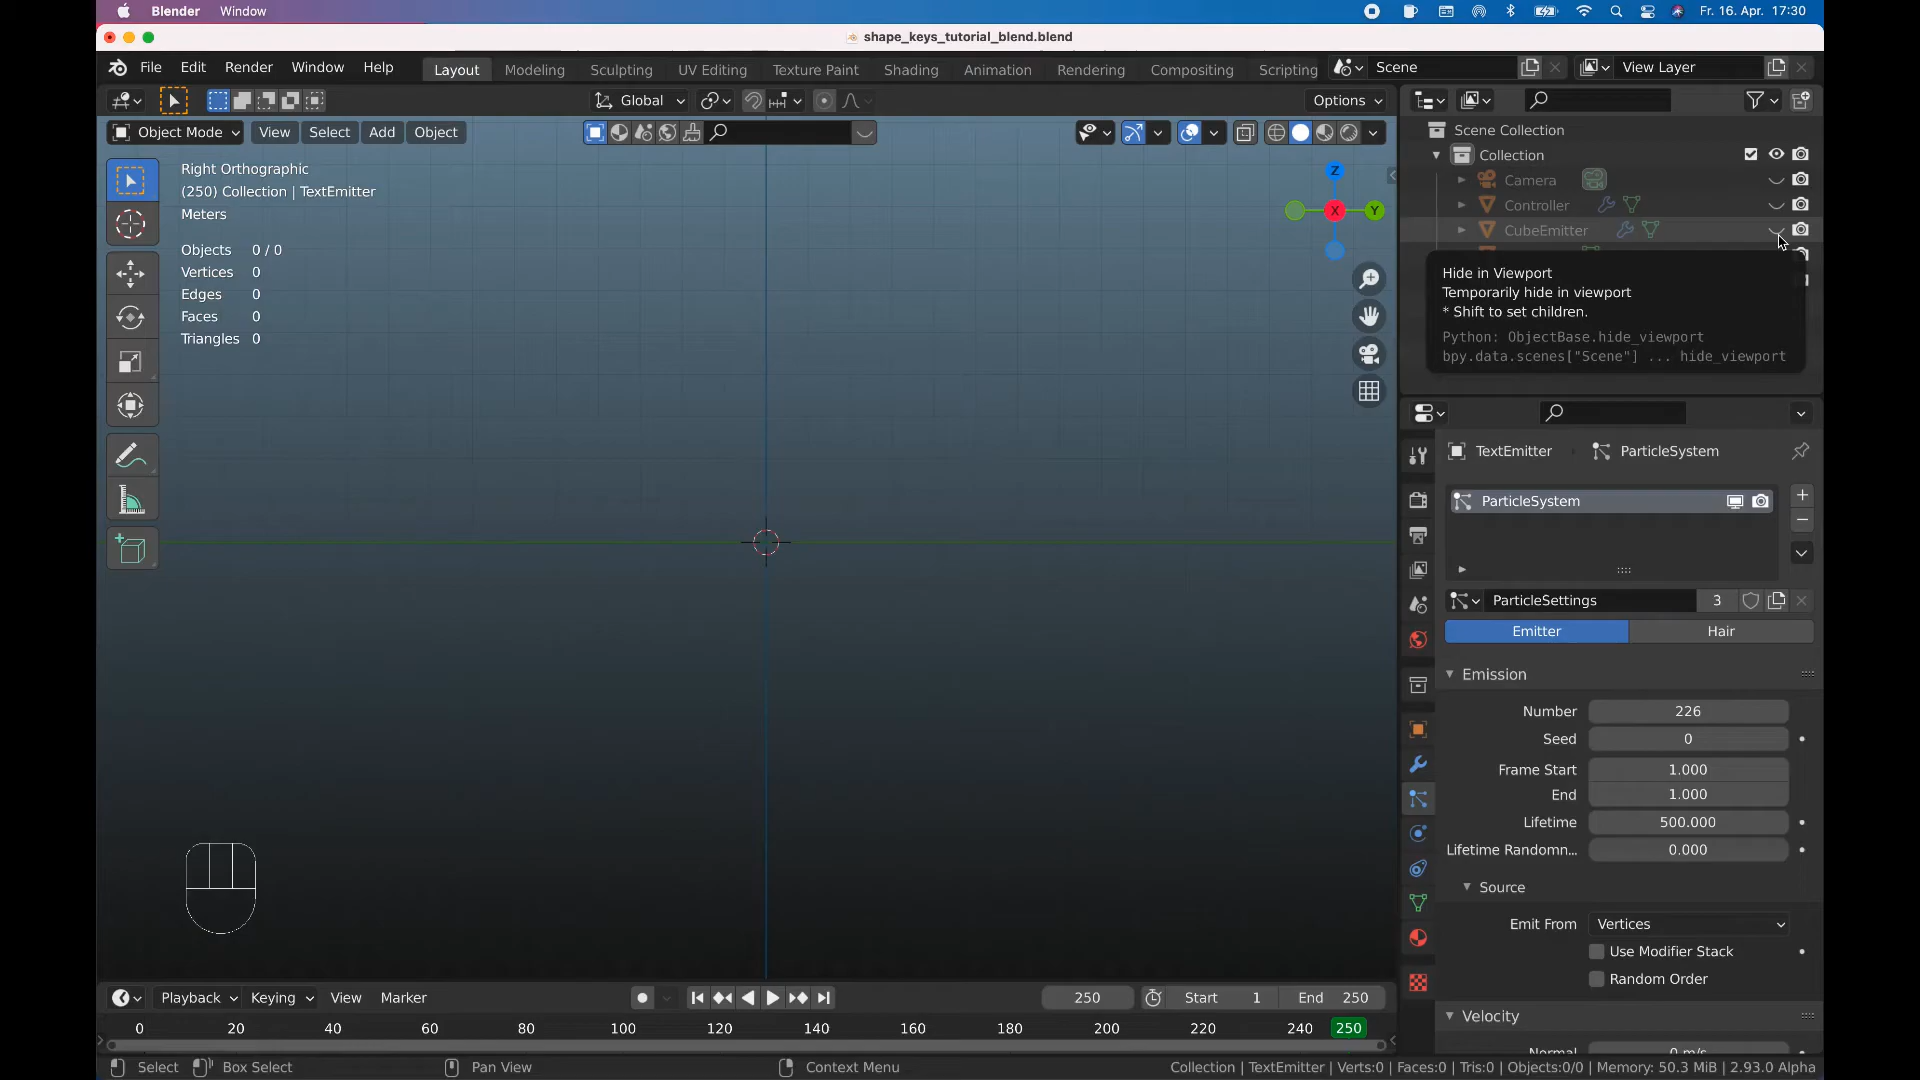 Blender Window Fr. 16. Apr. 17:30
shape_keys_tutorial_blend.blend
File Edit Render Window Help Layout Modeling Sculpting UV Editing Texture Paint Shading Animation Rendering Compositing Scripting Scene View Layer
Global Options
Object Mode View Select Add Object
Right Orthographic
(250) Collection | TextEmitter
Meters
Objects 0 / 0
Vertices 0
Edges 0
Faces 0
Triangles 0
Z
X Y
Scene Collection
Collection
Camera
Controller
CubeEmitter
Hide in Viewport
Temporarily hide in viewport
* Shift to set children.
Python: ObjectBase.hide_viewport
bpy.data.scenes["Scene"] ... hide_viewport
TextEmitter ParticleSystem
ParticleSystem
ParticleSettings 3
Emitter Hair
Emission
Number 226
Seed 0
Frame Start 1.000
End 1.000
Lifetime 500.000
Lifetime Randomn... 0.000
Source
Emit From Vertices
Use Modifier Stack
Random Order
Velocity
Normal 0 m/s
Playback Keying View Marker 250 Start 1 End 250
0 20 40 60 80 100 120 140 160 180 200 220 240 250
Select Box Select Pan View Context Menu Collection | TextEmitter | Verts:0 | Faces:0 | Tris:0 | Objects:0/0 | Memory: 50.3 MiB | 2.93.0 Alpha